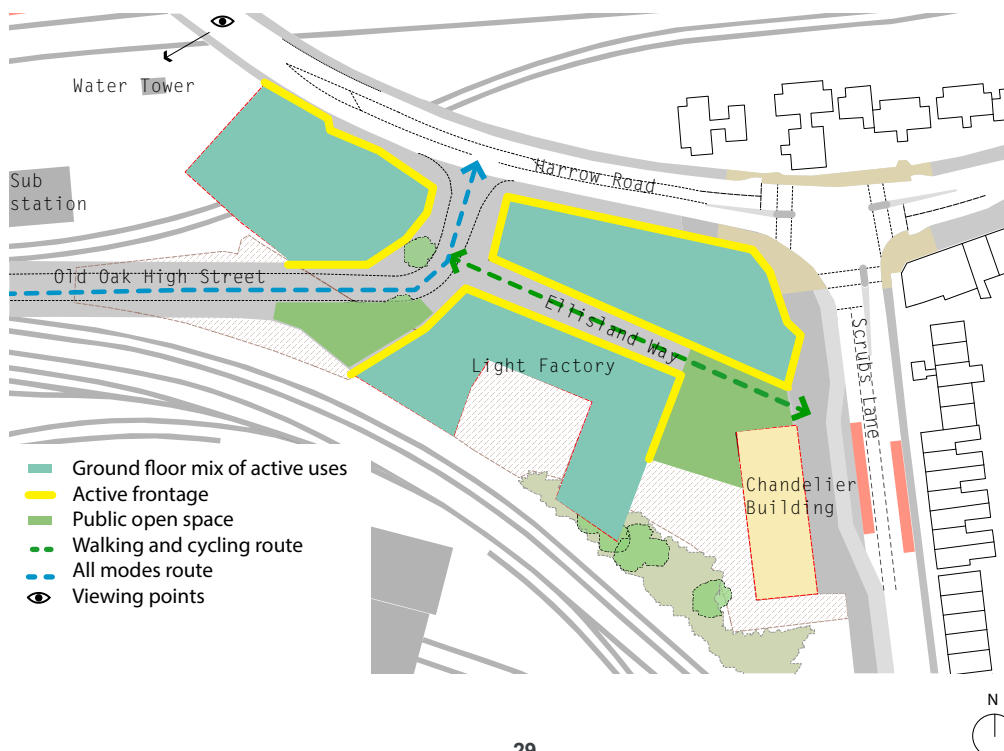 Water Tower
Harrow Road
Sub
station
Old Oak High Street
Ellisland Way
Scrubs Lane
Light Factory
Chandelier
Building
Ground floor mix of active uses
Active frontage
Public open space
Walking and cycling route
All modes route
Viewing points
N
29